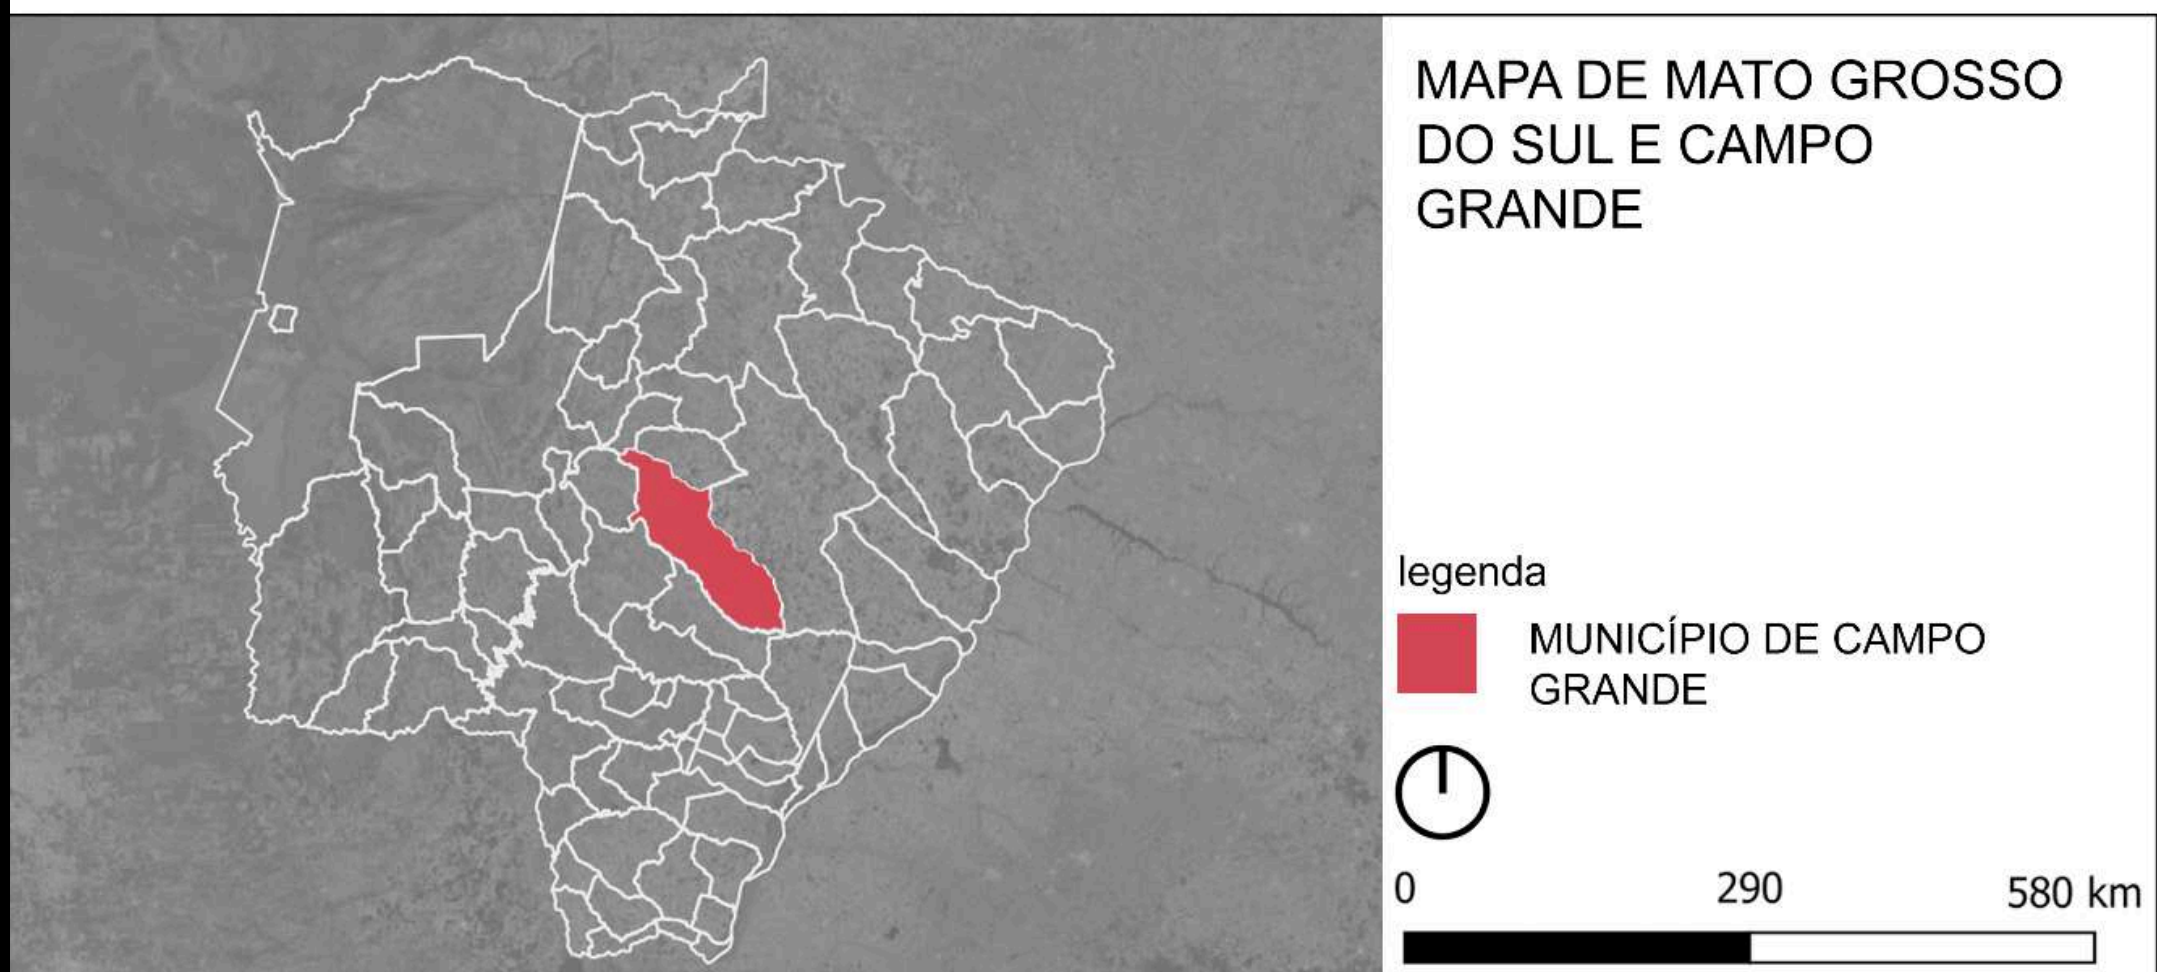 MAPA DE MATO GROSSO
DO SUL E CAMPO
GRANDE
legenda
MUNICÍPIO DE CAMPO
GRANDE
0 290 580 km